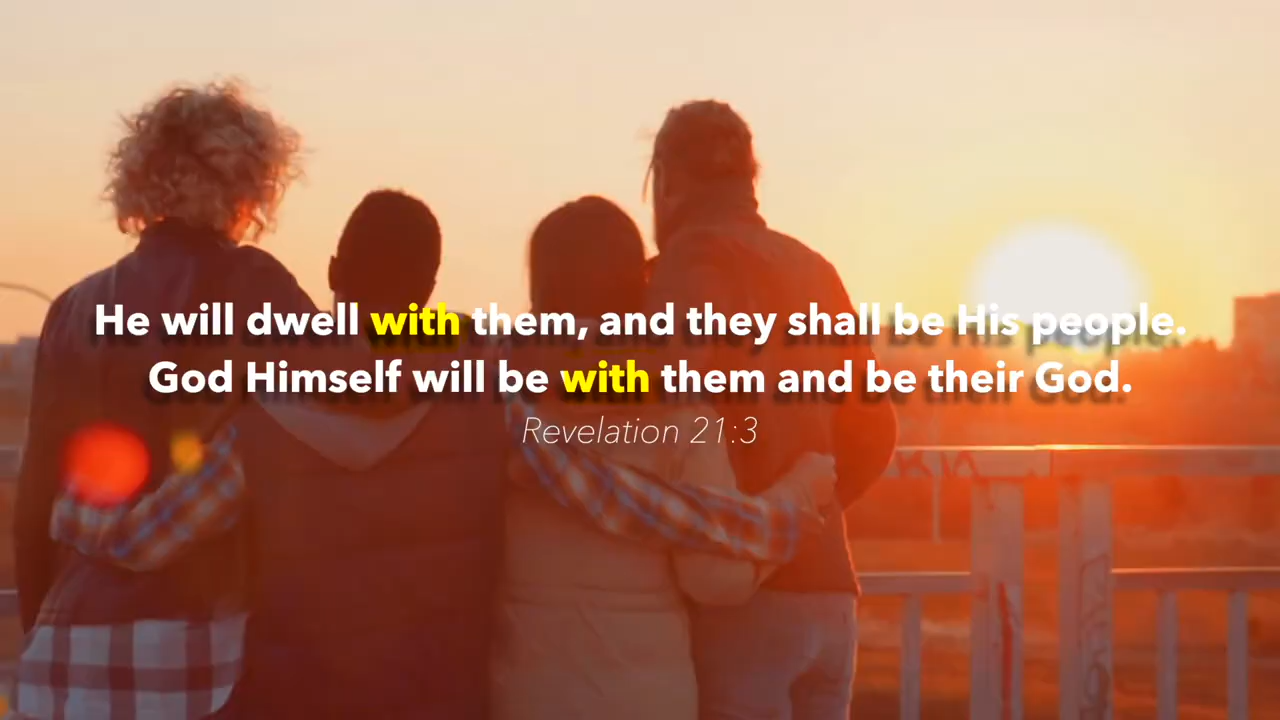 He will dwell with them, and they shall be His people.
God Himself will be with them and be their God.
Revelation 21:3